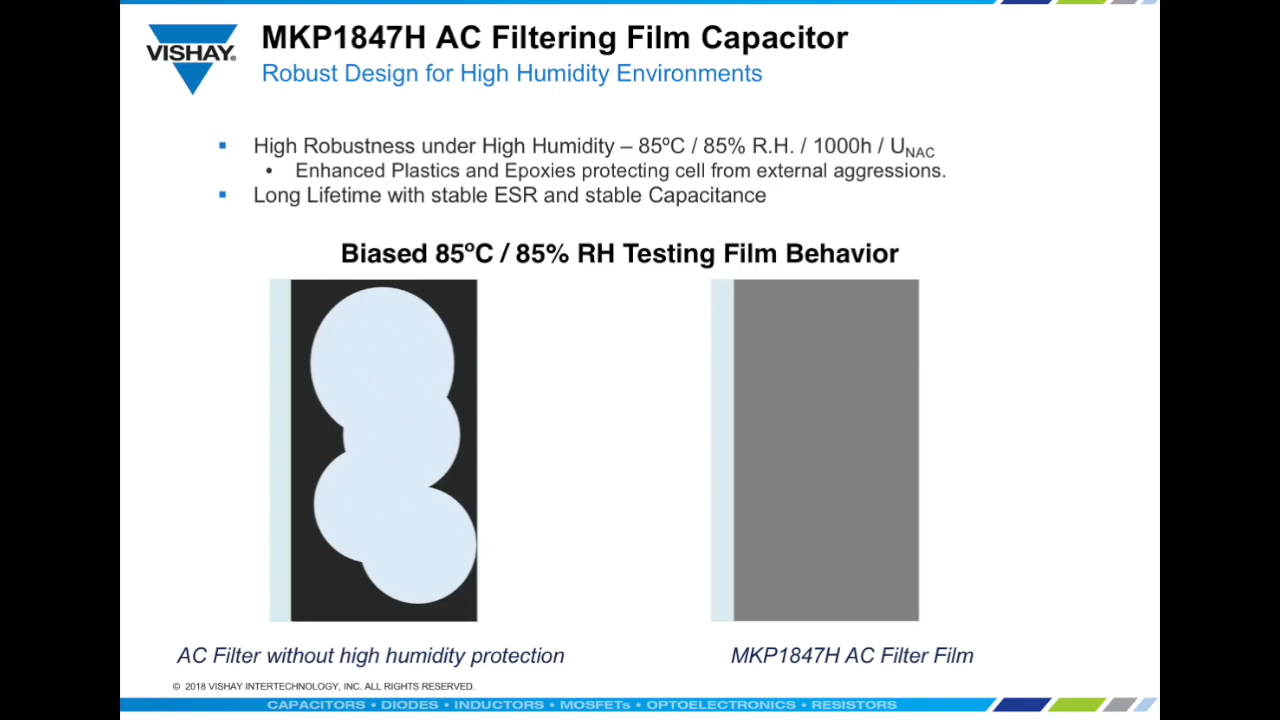 VISHAY®
MKP1847H AC Filtering Film Capacitor
Robust Design for High Humidity Environments
▪ High Robustness under High Humidity – 85ºC / 85% R.H. / 1000h / UNAC
• Enhanced Plastics and Epoxies protecting cell from external aggressions.
▪ Long Lifetime with stable ESR and stable Capacitance
Biased 85ºC / 85% RH Testing Film Behavior
AC Filter without high humidity protection
MKP1847H AC Filter Film
© 2018 VISHAY INTERTECHNOLOGY, INC. ALL RIGHTS RESERVED.
CAPACITORS • DIODES • INDUCTORS • MOSFETs • OPTOELECTRONICS • RESISTORS